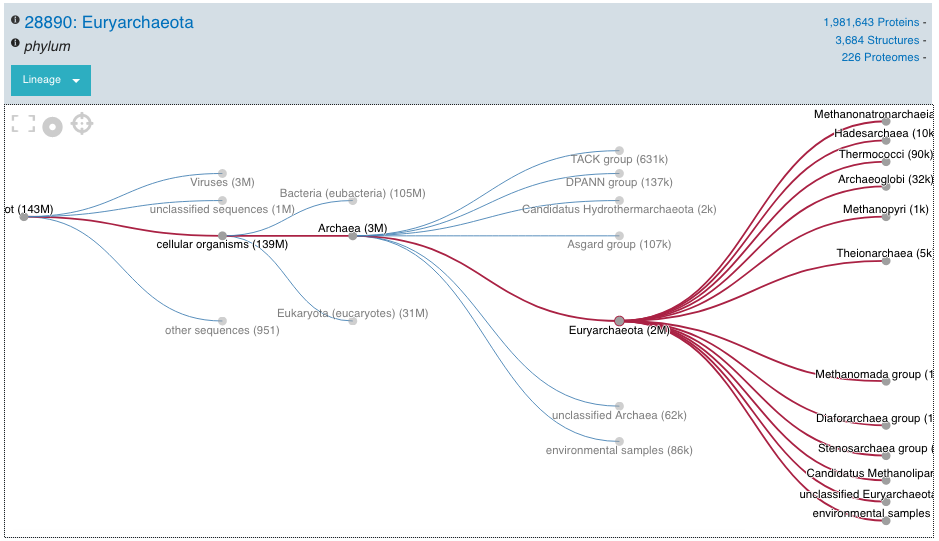 28890: Euryarchaeota
phylum
1,981,643 Proteins -
3,684 Structures -
226 Proteomes -
Lineage
ot (143M)
Viruses (3M)
unclassified sequences (1M)
cellular organisms (139M)
other sequences (951)
Bacteria (eubacteria) (105M)
Archaea (3M)
Eukaryota (eucaryotes) (31M)
TACK group (631k)
DPANN group (137k)
Candidatus Hydrothermarchaeota (2k)
Asgard group (107k)
Euryarchaeota (2M)
unclassified Archaea (62k)
environmental samples (86k)
Methanonatronarchaeia
Hadesarchaea (10k
Thermococci (90k)
Archaeoglobi (32k)
Methanopyri (1k)
Theionarchaea (5k
Methanomada group (1
Diaforarchaea group (1
Stenosarchaea group (
Candidatus Methanolipar
unclassified Euryarchaeota
environmental samples